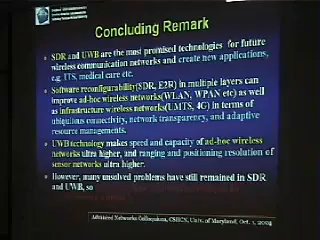 Concluding Remark
SDR and UWB are the most promised technologies for future
wireless communication networks and create new applications,
e.g. ITS, medical care etc.
Software reconfigurability(SDR, E2R) in multiple layers can
improve ad-hoc wireless networks(WLAN, WPAN etc) as well
as infrastructure wireless networks(UMTS, 4G) in terms of
ubiquitous connectivity, network transparency, and adaptive
resource managements.
UWB technology makes speed and capacity of ad-hoc wireless
networks ultra higher, and ranging and positioning resolution of
sensor networks ultra higher.
However, many unsolved problems have still remained in SDR
and UWB, so
Advanced Networks Colloquium, CSHCN, Univ. of Maryland, Oct. 1, 2004